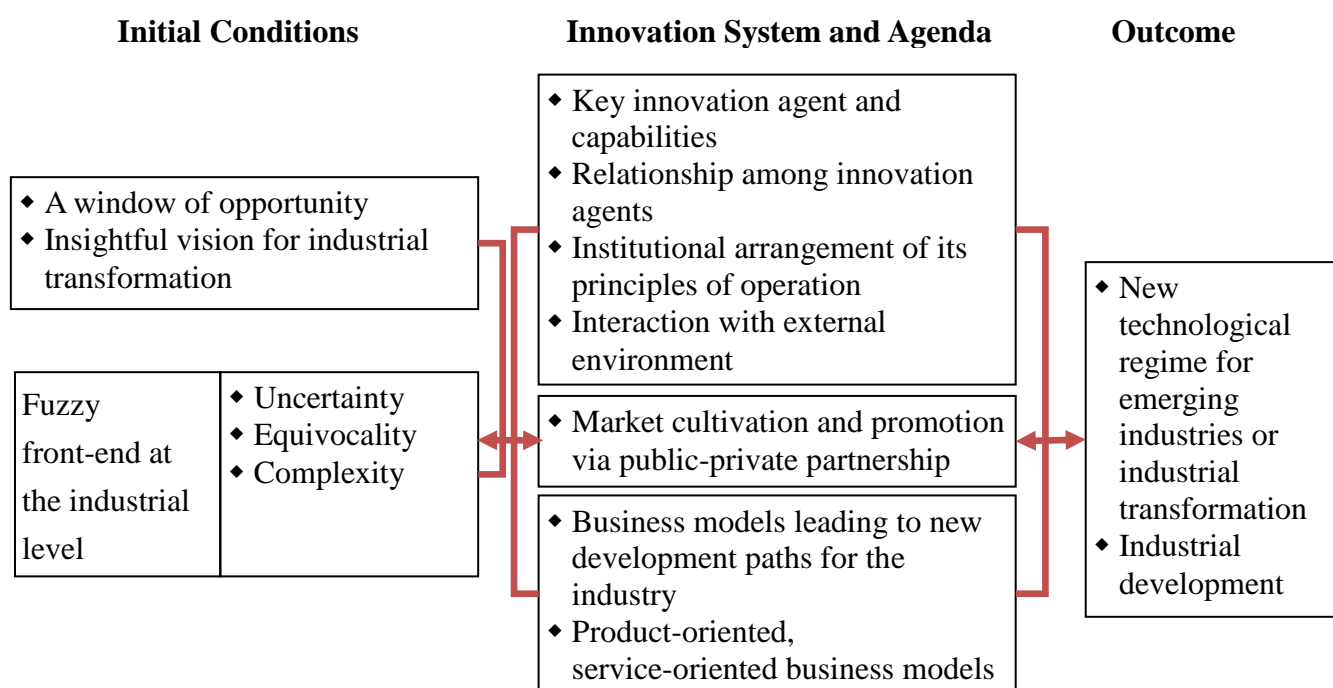 Initial Conditions
Innovation System and Agenda
Outcome
◆ A window of opportunity
◆ Insightful vision for industrial
transformation
Fuzzy
front-end at
the industrial
level
◆ Uncertainty
◆ Equivocality
◆ Complexity
◆ Key innovation agent and
capabilities
◆ Relationship among innovation
agents
◆ Institutional arrangement of its
principles of operation
◆ Interaction with external
environment
◆ Market cultivation and promotion
via public-private partnership
◆ Business models leading to new
development paths for the
industry
◆ Product-oriented,
service-oriented business models
◆ New
technological
regime for
emerging
industries or
industrial
transformation
◆ Industrial
development